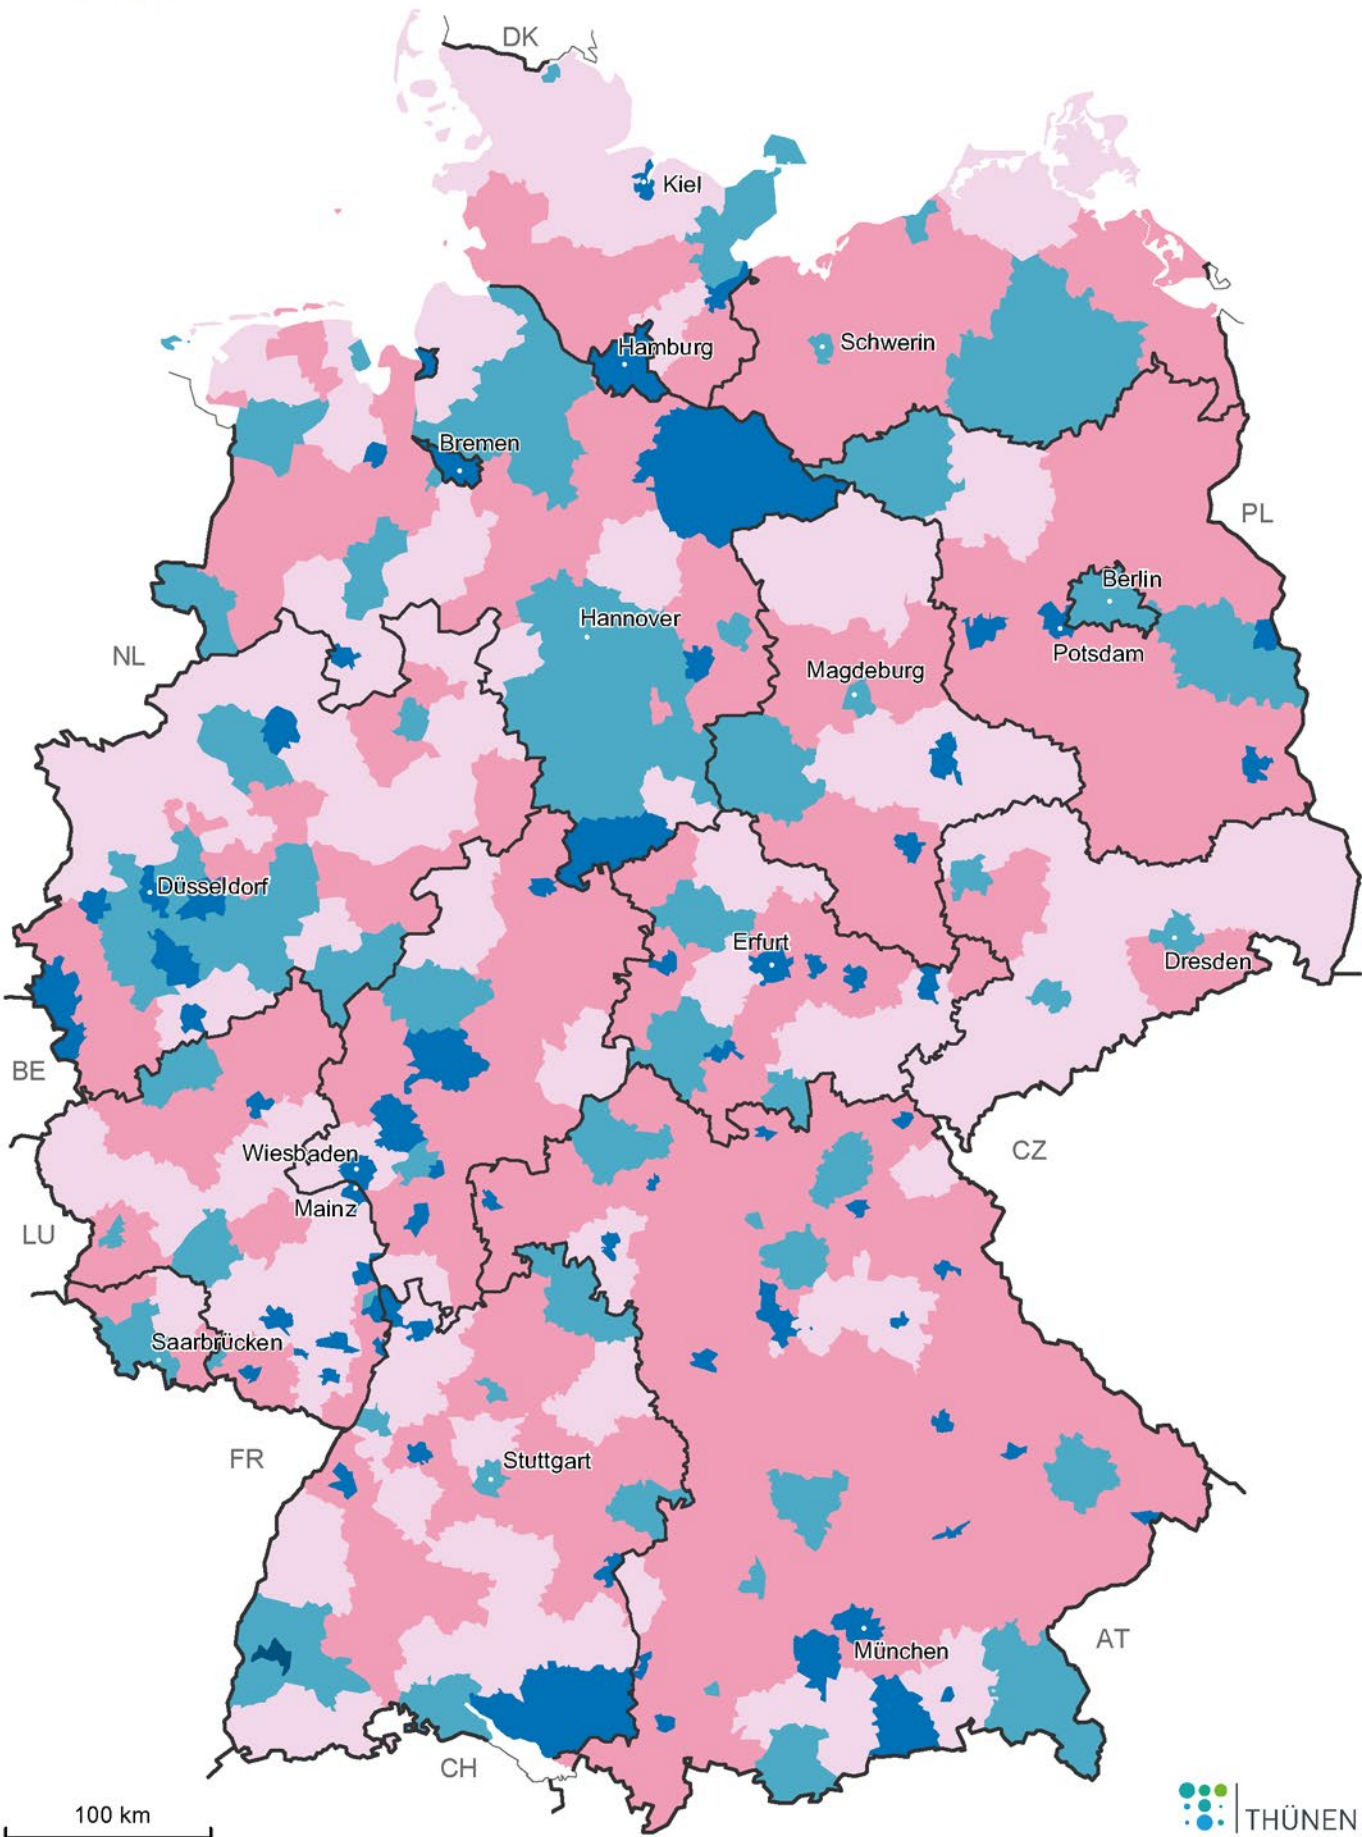 DK
Kiel
Hamburg
Schwerin
Bremen
PL
Berlin
Hannover
Potsdam
NL
Magdeburg
Düsseldorf
Erfurt
Dresden
BE
Wiesbaden
CZ
Mainz
LU
Saarbrücken
FR
Stuttgart
AT
München
CH
100 km
THÜNEN